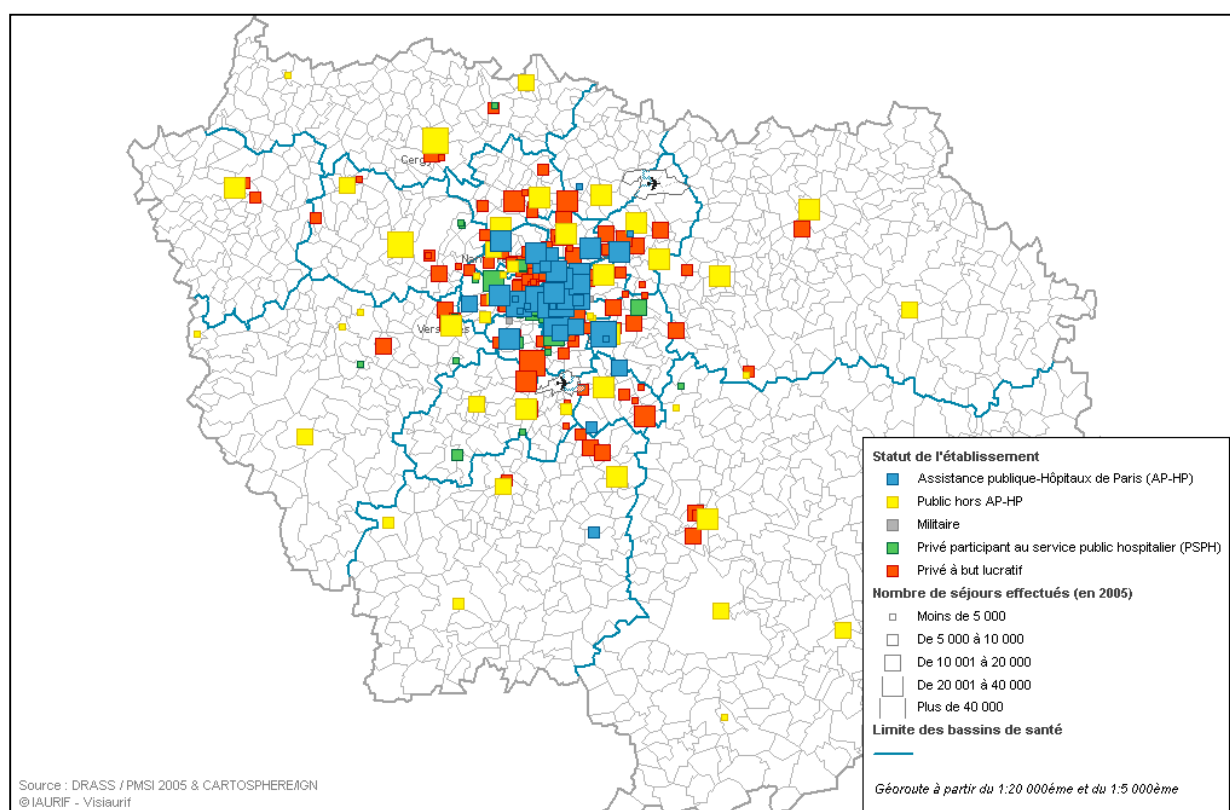 Cergy
Versailles
Statut de l'établissement
Assistance publique-Hôpitaux de Paris (AP-HP)
Public hors AP-HP
Militaire
Privé participant au service public hospitalier (PSPH)
Privé à but lucratif
Nombre de séjours effectués (en 2005)
Moins de 5 000
De 5 000 à 10 000
De 10 001 à 20 000
De 20 001 à 40 000
Plus de 40 000
Limite des bassins de santé
Géoroute à partir du 1:20 000éme et du 1:5 000ème
Source : DRASS / PMSI 2005 & CARTOSPHERE/IGN
© IAURIF - Visiaurif